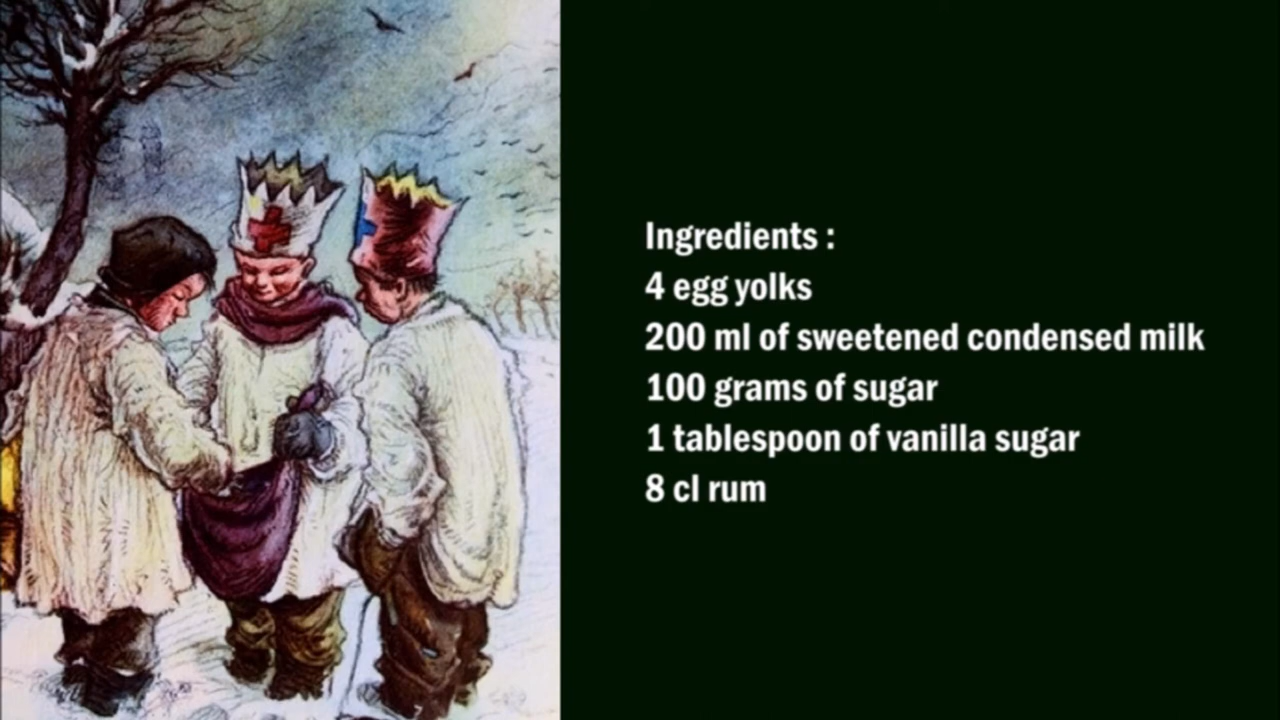 Ingredients :
4 egg yolks
200 ml of sweetened condensed milk
100 grams of sugar
1 tablespoon of vanilla sugar
8 cl rum